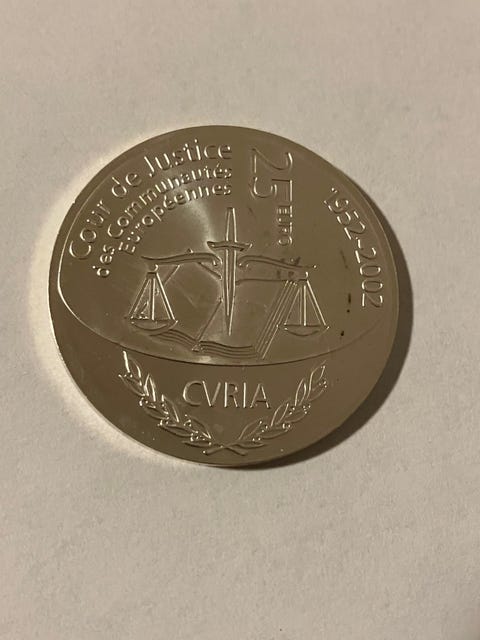 Cour de Justice
des Communautés
Européennes
25
EURO
1952~2002
CVRIA